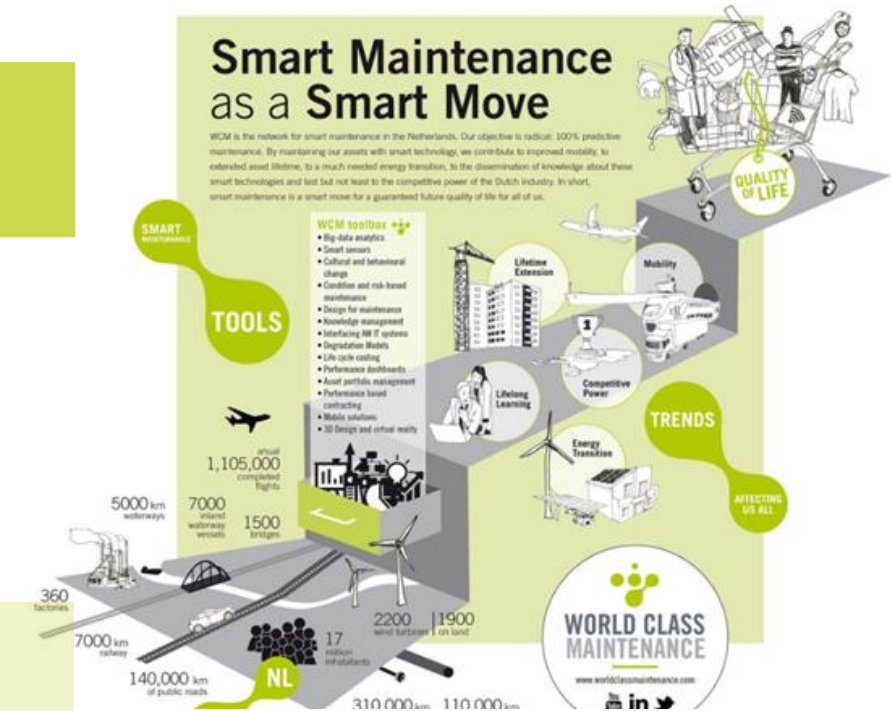 Smart Maintenance
as a Smart Move
WCM is the network for smart maintenance in the Netherlands. Our objective is radical: 100% predictive
maintenance. By maintaining our assets with smart technology, we contribute to improved mobility, to
extended asset lifetime, to a much needed energy transition, to the dissemination of knowledge about these
smart technologies and last but not least to the competitive power of the Dutch industry. In short,
smart maintenance is a smart move for a guaranteed future quality of life for all of us.
QUALITY
OF LIFE
SMART
MAINTENANCE
TOOLS
WCM toolbox
• Big-data analytics
• Smart sensors
• Cultural and behavioural
change
• Condition and risk-based
maintenance
• Design for maintenance
• Knowledge management
• Interfacing AM IT systems
• Degradation Models
• Life cycle costing
• Performance dashboards
• Asset portfolio management
• Performance based
contracting
• Mobile solutions
• 3D Design and virtual reality
Lifetime
Extension
Mobility
1
Competitive
Power
Lifelong
Learning
Energy
Transition
TRENDS
AFFECTING
US ALL
anual
1,105,000
completed
flights
5000 km
waterways
7000
inland
waterway
vessels
1500
bridges
360
factories
7000 km
railway
140,000 km
of public roads
NL
17
million
inhabitants
2200
wind turbines
1900
on land
310,000 km
110,000 km
WORLD CLASS
MAINTENANCE
www.worldclassmaintenance.com
You
in